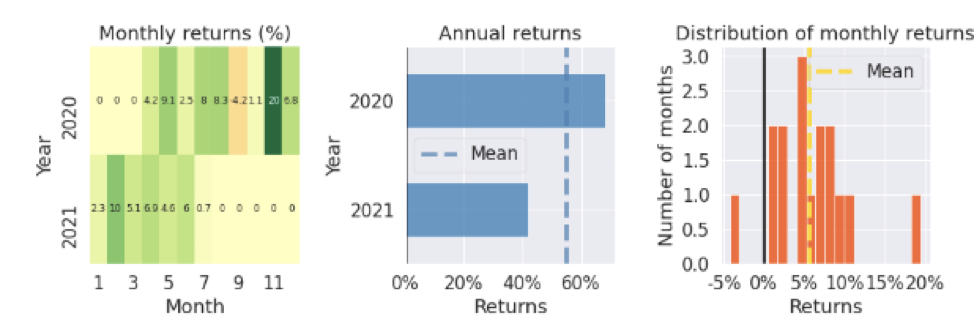 Monthly returns (%)
Year
2020
0 0 0 4.2 9.1 2.5 8 8.3 -4.2 1.1 20 6.8
2021
2.3 10 5.1 6.9 4.6 6 0.7 0 0 0 0 0
1 3 5 7 9 11
Month
Annual returns
Year
2020
Mean
2021
0% 20% 40% 60%
Returns
Distribution of monthly returns
Number of months
3.0
Mean
2.5
2.0
1.5
1.0
0.5
0.0
-5% 0% 5% 10% 15% 20%
Returns